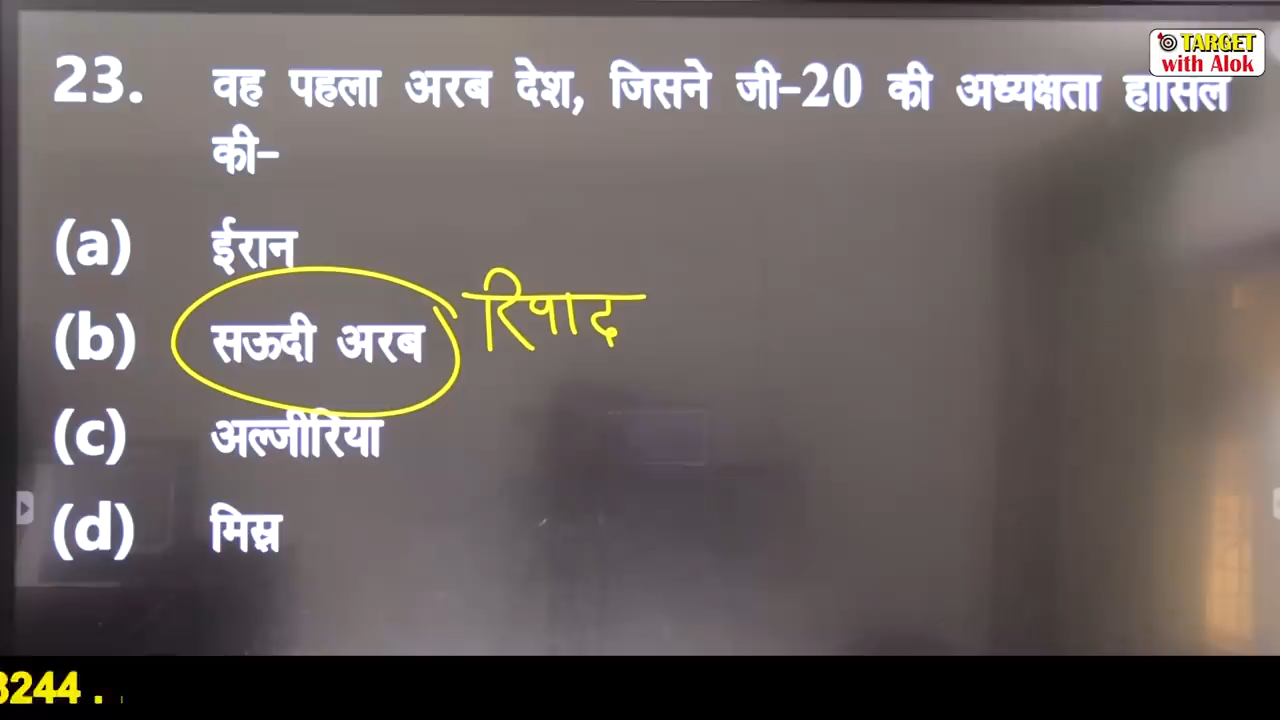 TARGET
with Alok
23. वह पहला अरब देश, जिसने जी-20 की अध्यक्षता हासिल
की-
(a) ईरान
(b) सऊदी अरब रियाद
(c) अल्जीरिया
(d) मिस्र
3244 .